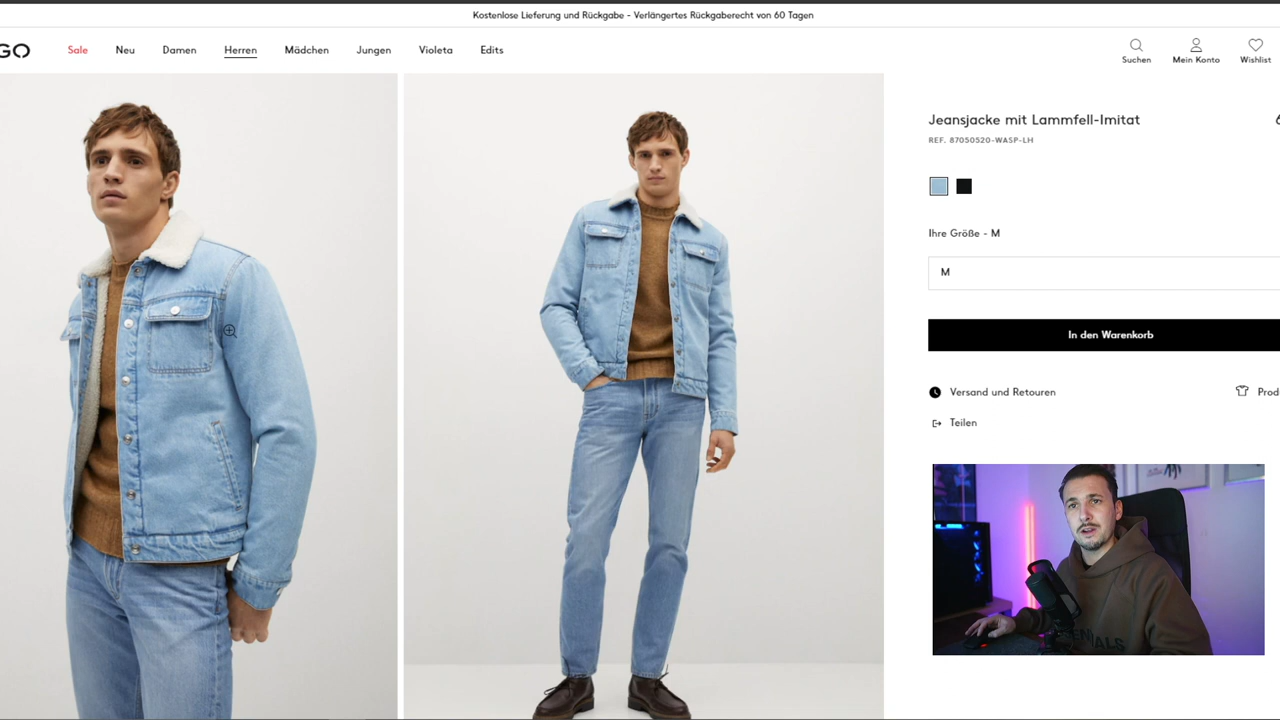 Kostenlose Lieferung und Rückgabe - Verlängertes Rückgaberecht von 60 Tagen
GO Sale Neu Damen Herren Mädchen Jungen Violeta Edits
Suchen Mein Konto Wishlist
Jeansjacke mit Lammfell-Imitat
REF. 87050520-WASP-LH
Ihre Größe - M
M
In den Warenkorb
Versand und Retouren
Prod
Teilen